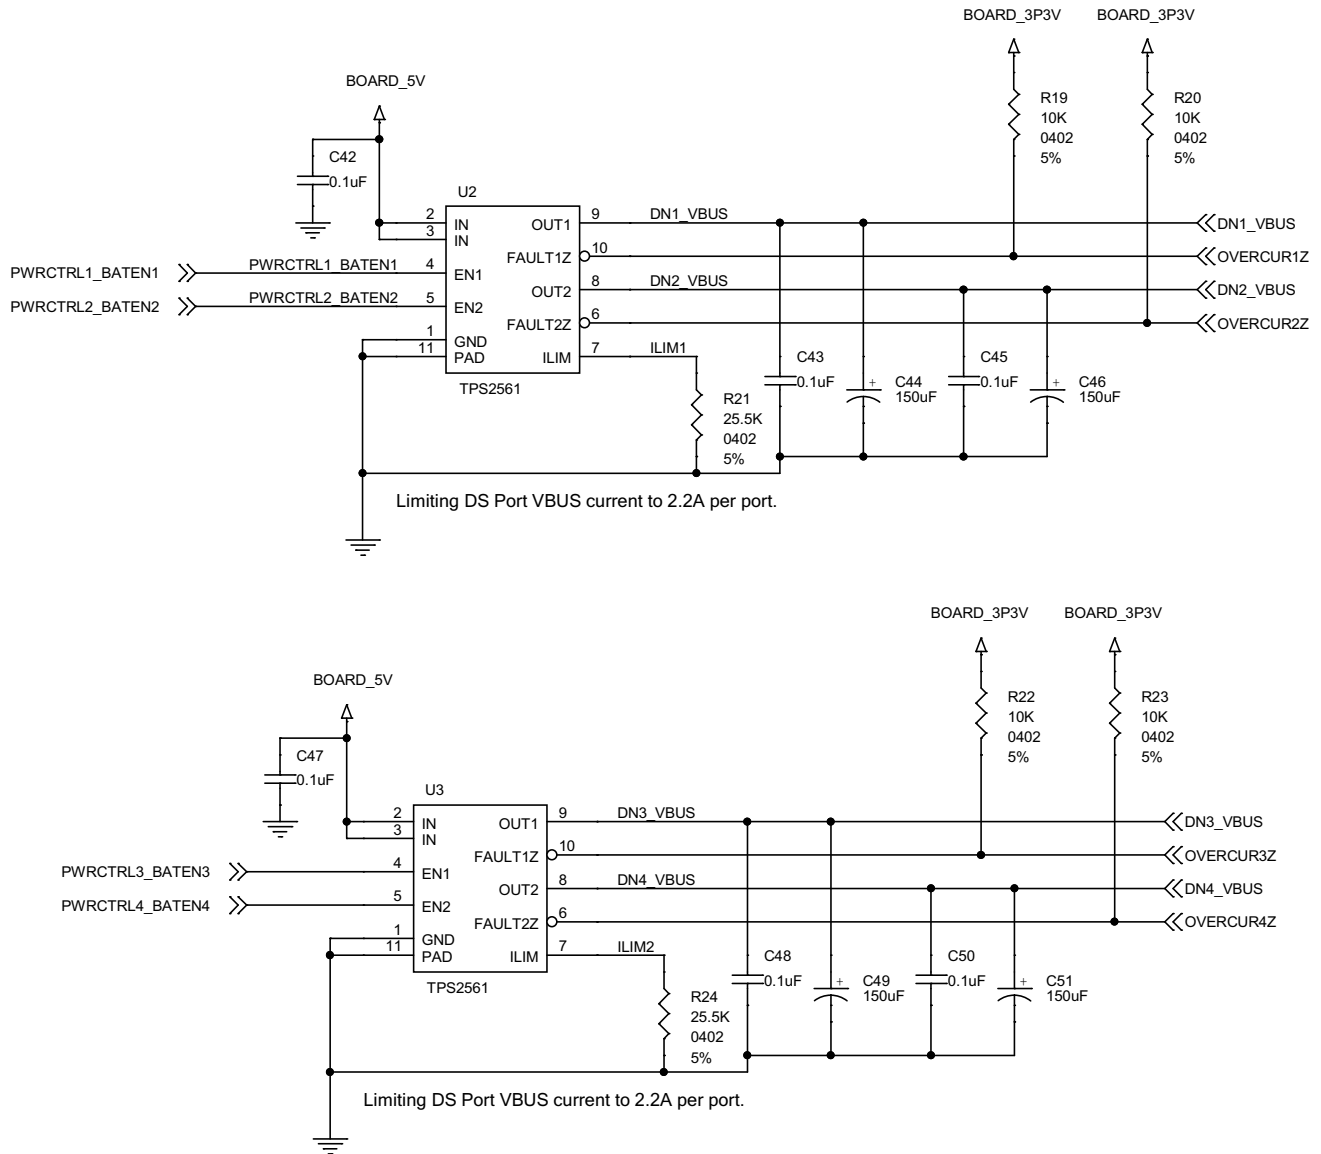 BOARD_3P3V BOARD_3P3V
BOARD_5V
R19
10K
0402
5%
R20
10K
0402
5%
C42
0.1uF
U2
2 IN
3 IN
PWRCTRL1_BATEN1 PWRCTRL1_BATEN1 4 EN1
PWRCTRL2_BATEN2 PWRCTRL2_BATEN2 5 EN2
1 GND
11 PAD
OUT1 9 DN1_VBUS DN1_VBUS
FAULT1Z 10 OVERCUR1Z
OUT2 8 DN2_VBUS DN2_VBUS
FAULT2Z 6 OVERCUR2Z
ILIM 7 ILIM1
TPS2561
R21
25.5K
0402
5%
C43
0.1uF
+
C44
150uF
C45
0.1uF
+
C46
150uF
Limiting DS Port VBUS current to 2.2A per port.
BOARD_3P3V BOARD_3P3V
BOARD_5V
R22
10K
0402
5%
R23
10K
0402
5%
C47
0.1uF
U3
2 IN
3 IN
PWRCTRL3_BATEN3 4 EN1
PWRCTRL4_BATEN4 5 EN2
1 GND
11 PAD
OUT1 9 DN3_VBUS DN3_VBUS
FAULT1Z 10 OVERCUR3Z
OUT2 8 DN4_VBUS DN4_VBUS
FAULT2Z 6 OVERCUR4Z
ILIM 7 ILIM2
TPS2561
R24
25.5K
0402
5%
C48
0.1uF
+
C49
150uF
C50
0.1uF
+
C51
150uF
Limiting DS Port VBUS current to 2.2A per port.